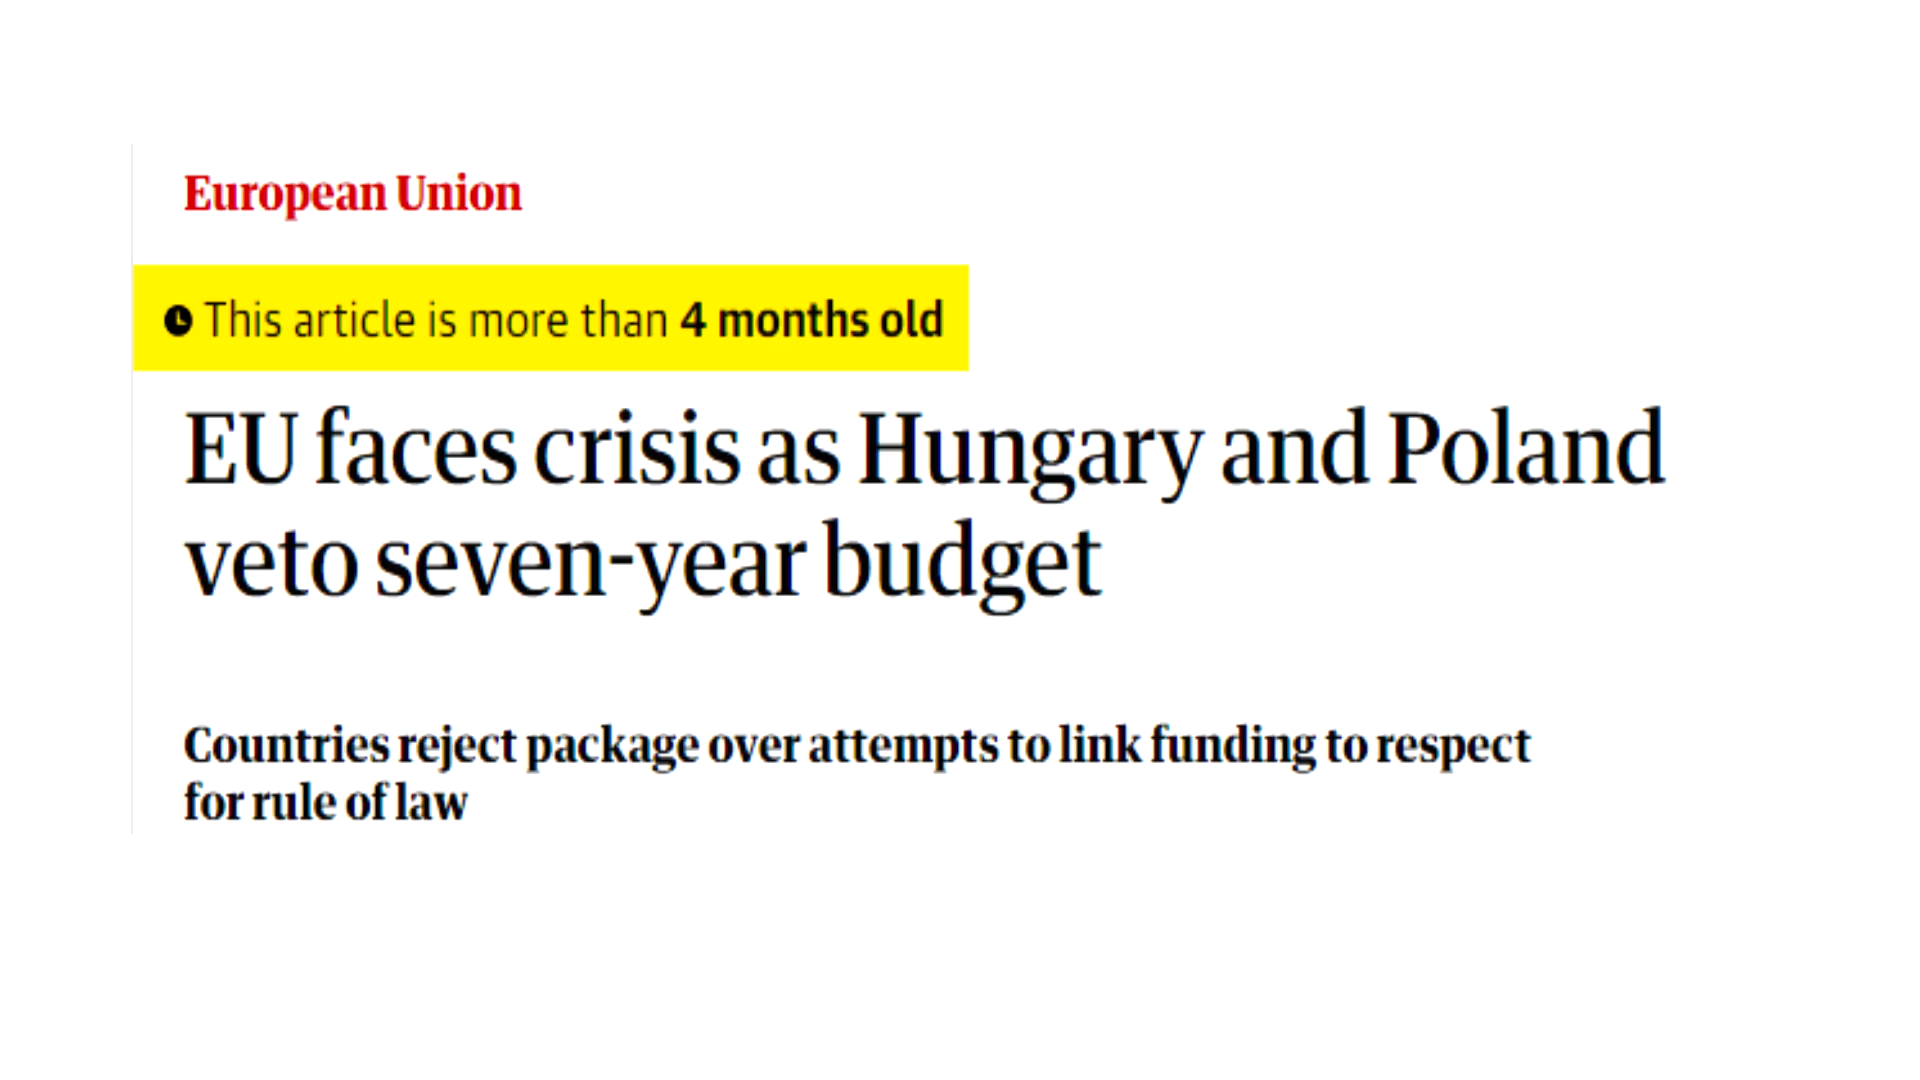 European Union
This article is more than 4 months old
EU faces crisis as Hungary and Poland
veto seven-year budget
Countries reject package over attempts to link funding to respect
for rule of law